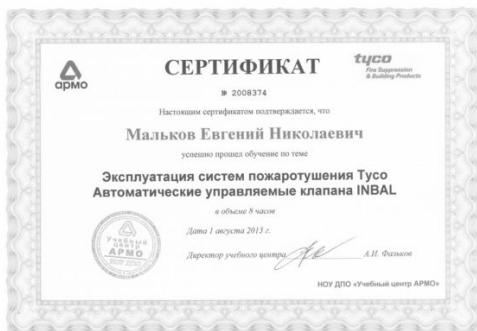 армо
СЕРТИФИКАТ
tyco
Fire Suppression
& Building Products
№ 2008374
Настоящим сертификатом подтверждается, что
Мальков Евгений Николаевич
успешно прошел обучение по теме
Эксплуатация систем пожаротушения Tyco
Автоматические управляемые клапана INBAL
в объеме 8 часов
Дата 1 августа 2013 г.
Учебный
центр
АРМО
Директор учебного центра
А.И. Фазьков
НОУ ДПО «Учебный центр АРМО»